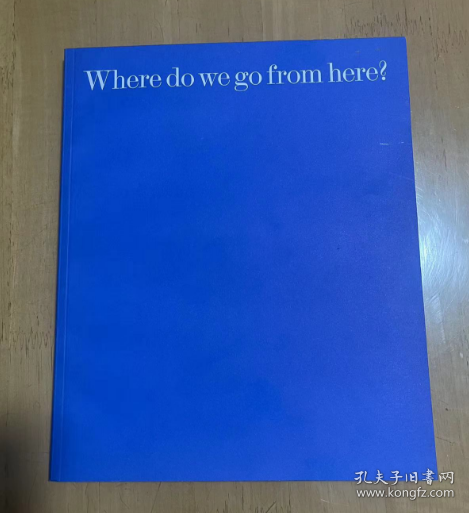 Where do we go from here?
孔夫子旧书网
www.kongfz.com